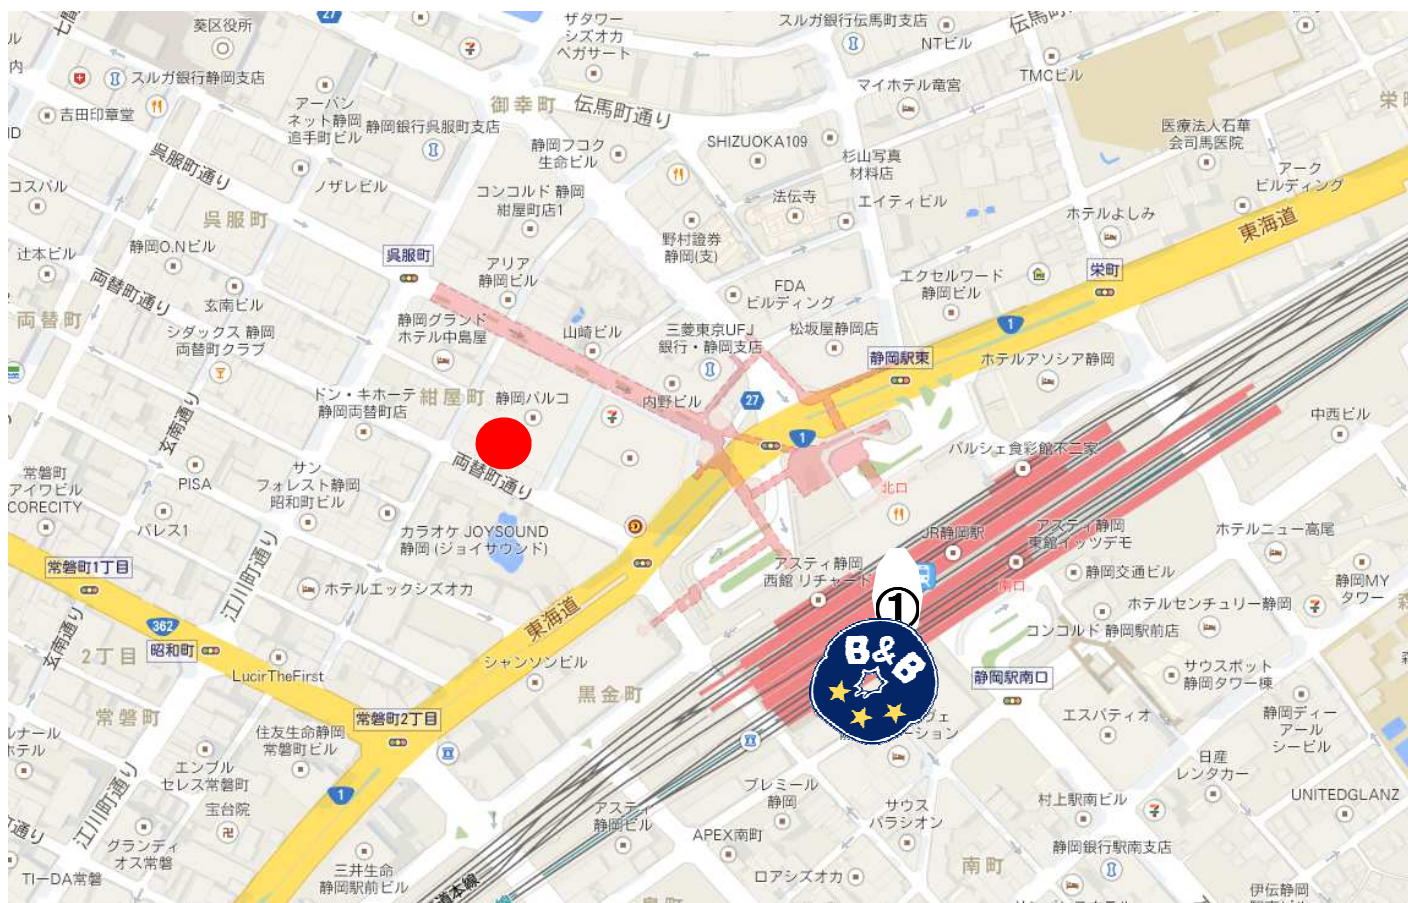 葵区役所
27
ザタワー
シズオカ
ペガサート
スルガ銀行伝馬町支店
NTビル
TMCビル
マイホテル竜宮
スルガ銀行静岡支店
吉田印章堂
アーバン
ネット静岡
追手町ビル
静岡銀行呉服町支店
御幸町
伝馬町通り
SHIZUOKA109
医療法人石華
会司馬医院
アーク
ビルディング
静岡フコク
生命ビル
杉山写真
材料店
呉服町通り
コスパル
ノザレビル
コンコルド 静岡
紺屋町店1
法伝寺
エイティビル
呉服町
ホテルよしみ
東海道
辻本ビル
静岡O.Nビル
呉服町
野村證券
静岡(支)
アリア
静岡ビル
エクセルワード
静岡ビル
栄町
両替町通り
玄南ビル
FDA
ビルディング
両替町
シダックス 静岡
両替町クラブ
静岡グランド
ホテル中島屋
山崎ビル
三菱東京UFJ
銀行・静岡支店
松坂屋静岡店
1
静岡駅東
ホテルアソシア静岡
ドン・キホーテ
静岡両替町店
紺屋町
静岡パルコ
内野ビル
27
中西ビル
玄南通り
1
パルシェ食彩館不二家
両替町通り
常磐町
アイワビル
CORECITY
PISA
サン
フォレスト静岡
昭和町ビル
北口
パレス1
カラオケ JOYSOUND
静岡 (ジョイサウンド)
JR静岡駅
アスティ静岡
東館イッツデモ
ホテルニュー高尾
常磐町1丁目
アスティ静岡
西館 リチャード
静岡交通ビル
静岡MY
タワー
江川町通り
ホテルエックシズオカ
南口
ホテルセンチュリー静岡
①
東海道
コンコルド 静岡駅前店
362
玄南通り
2丁目
昭和町
LucirTheFirst
シャンソンビル
B&B
静岡駅南口
サウスポット
静岡タワー棟
黒金町
常磐町
常磐町2丁目
エスパティオ
静岡ディー
アール
シービル
住友生命静岡
常磐町ビル
エンブル
セレス常磐町
日産
レンタカー
1
プレミール
静岡
サウス
パラシオン
村上駅南ビル
UNITEDGLANZ
宝台院
江川町通り
アスティ
静岡ビル
APEX南町
グランディ
オス常磐
静岡銀行駅南支店
三井生命
静岡駅前ビル
ロアシズオカ
南町
TI–DA常磐
伊伝静岡